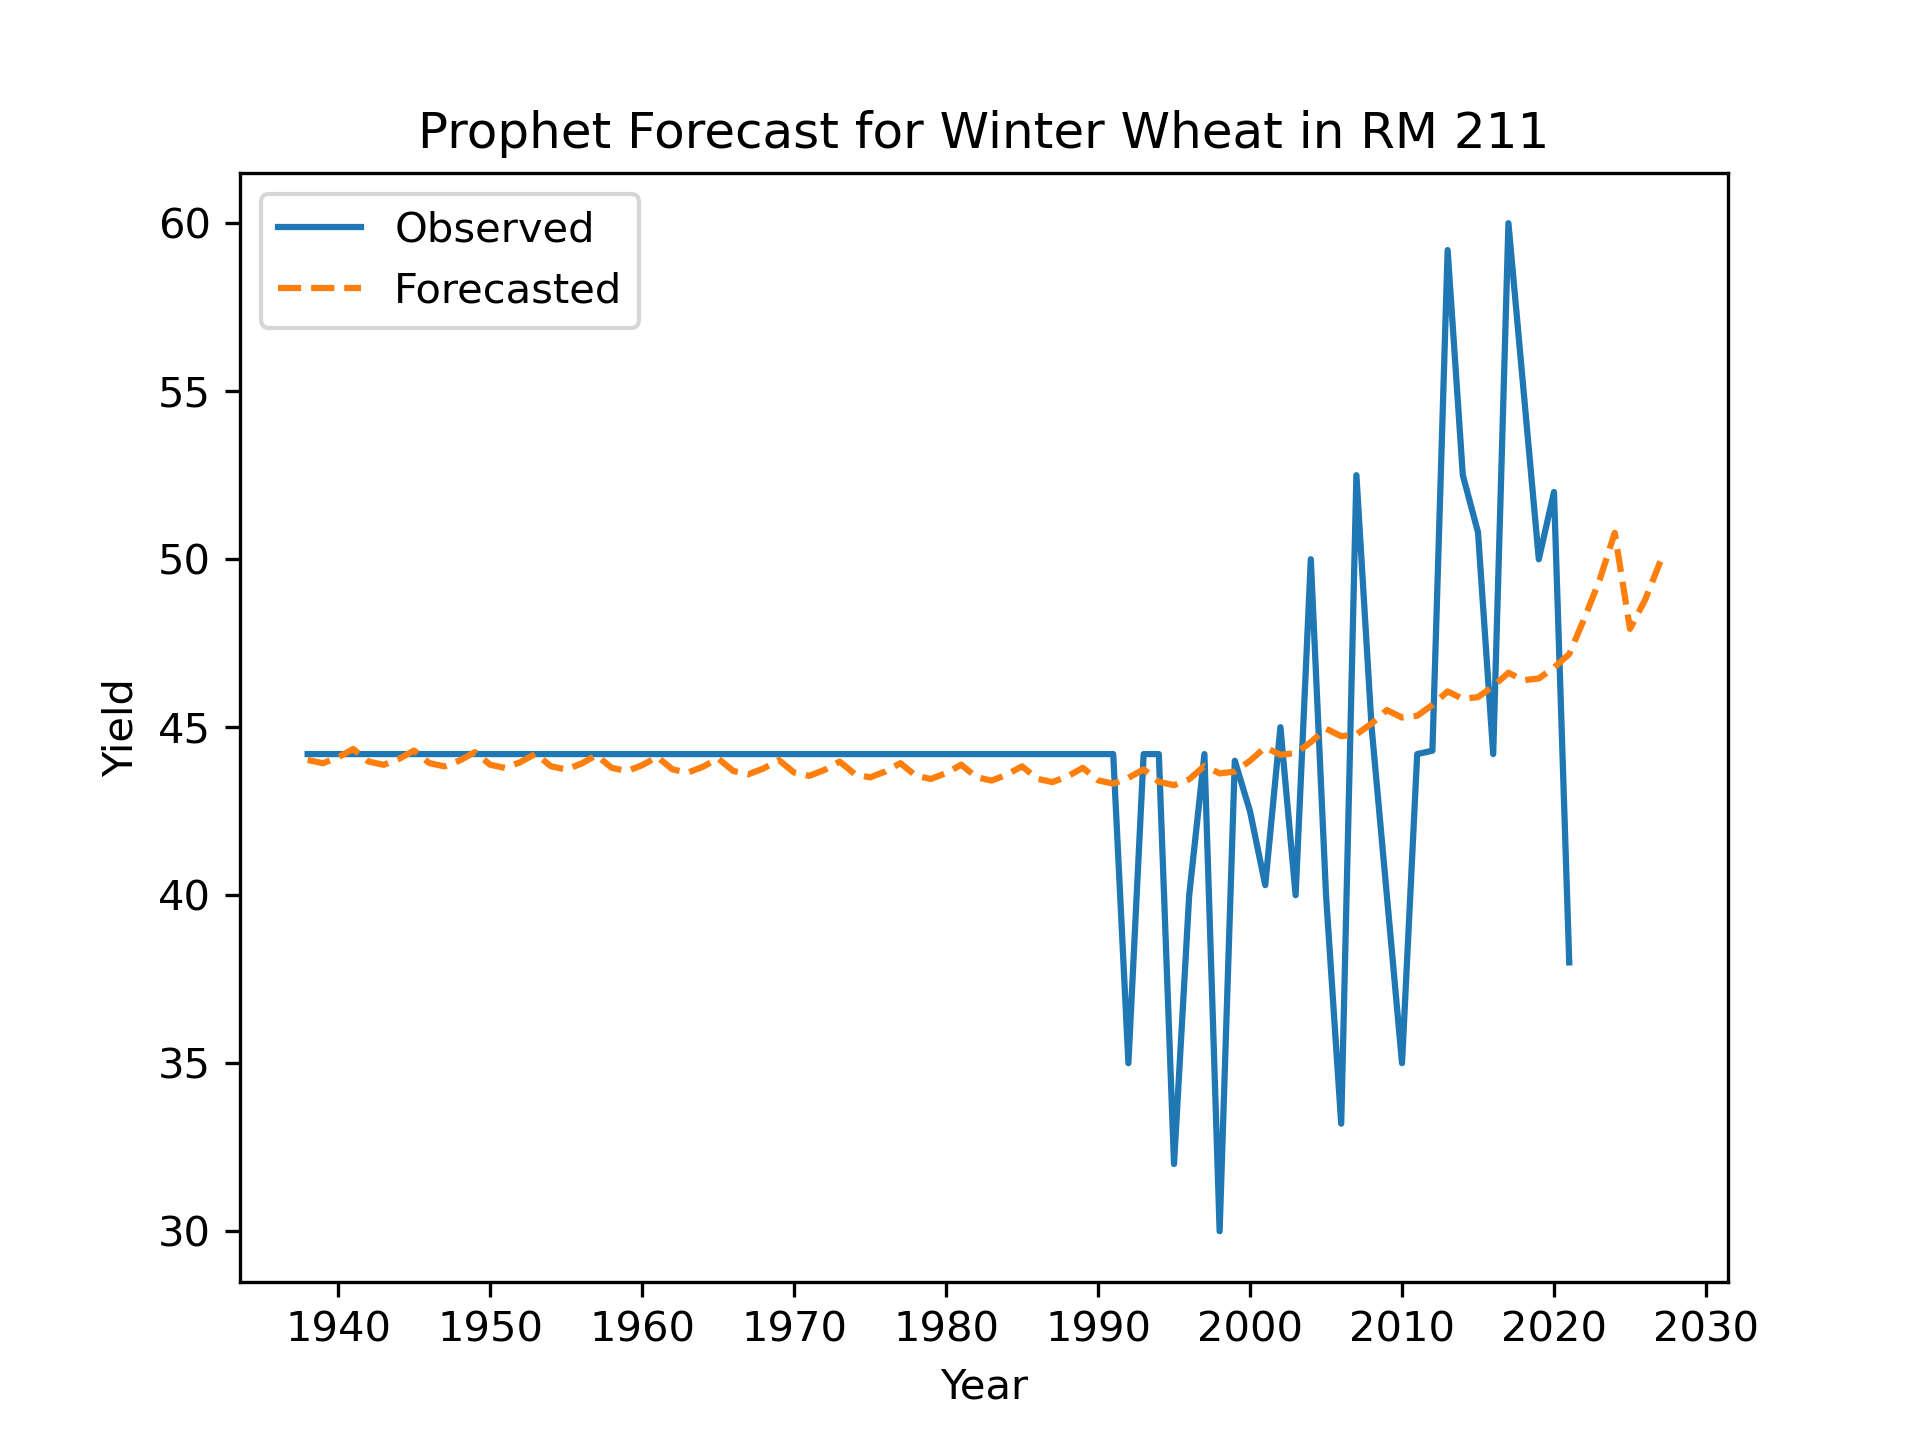 Prophet Forecast for Winter Wheat in RM 211
Observed
Forecasted
60
55
50
45
40
35
30
Yield
1940 1950 1960 1970 1980 1990 2000 2010 2020 2030
Year